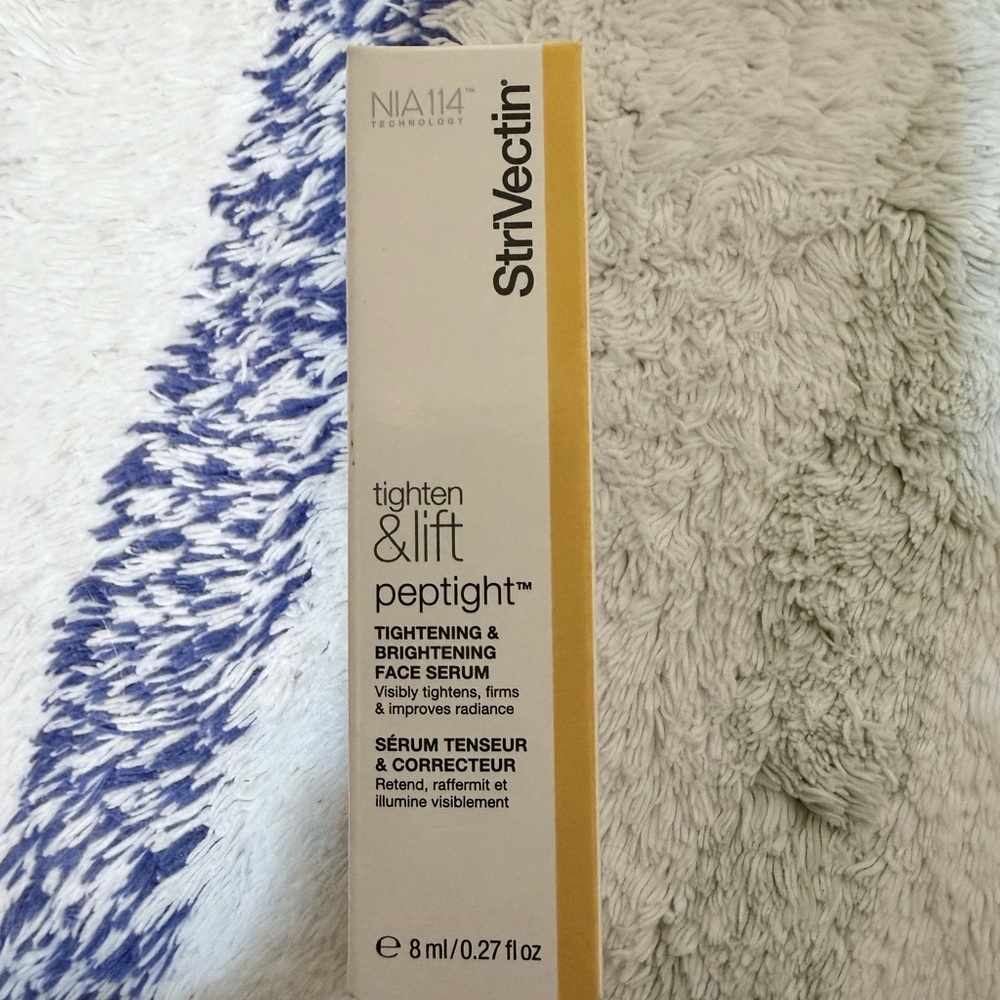 NIA114™
TECHNOLOGY
StriVectin®
tighten
&lift
peptight™
TIGHTENING &
BRIGHTENING
FACE SERUM
Visibly tightens, firms
& improves radiance
SÉRUM TENSEUR
& CORRECTEUR
Retend, raffermit et
illumine visiblement
℮ 8 ml/0.27 fl oz